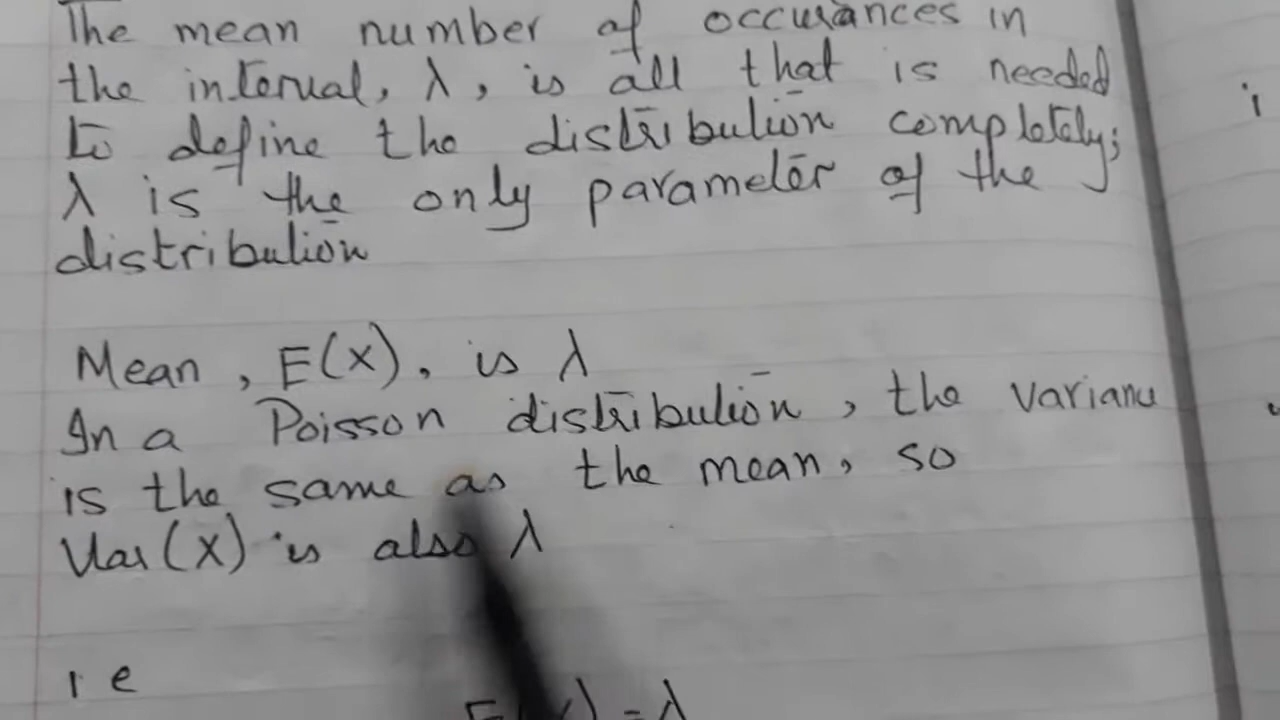 The mean number of occurances in
the interval, λ, is all that is needed
to define the distribution completely;
λ is the only parameter of the
distribution
Mean, E(X), is λ
In a Poisson distribution, the variance
is the same as the mean, so
Var(X) is also λ
i e
= λ